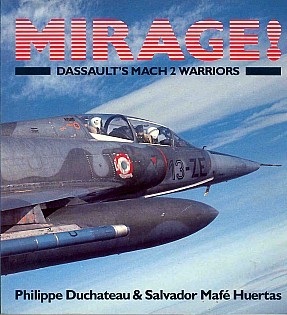 MIRAGE!
DASSAULT'S MACH 2 WARRIORS
13-ZE
Philippe Duchateau & Salvador Mafé Huertas